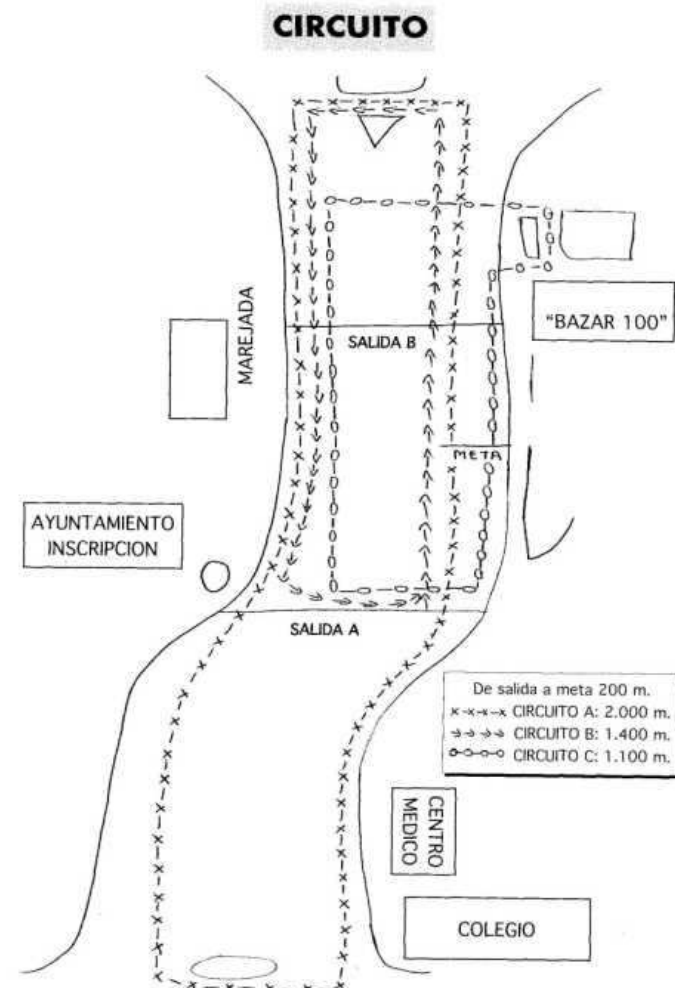 CIRCUITO
MAREJADA
"BAZAR 100"
SALIDA B
META
AYUNTAMIENTO
INSCRIPCION
SALIDA A
De salida a meta 200 m.
x-x-x-x CIRCUITO A: 2.000 m.
CIRCUITO B: 1.400 m.
CIRCUITO C: 1.100 m.
CENTRO
MEDICO
COLEGIO